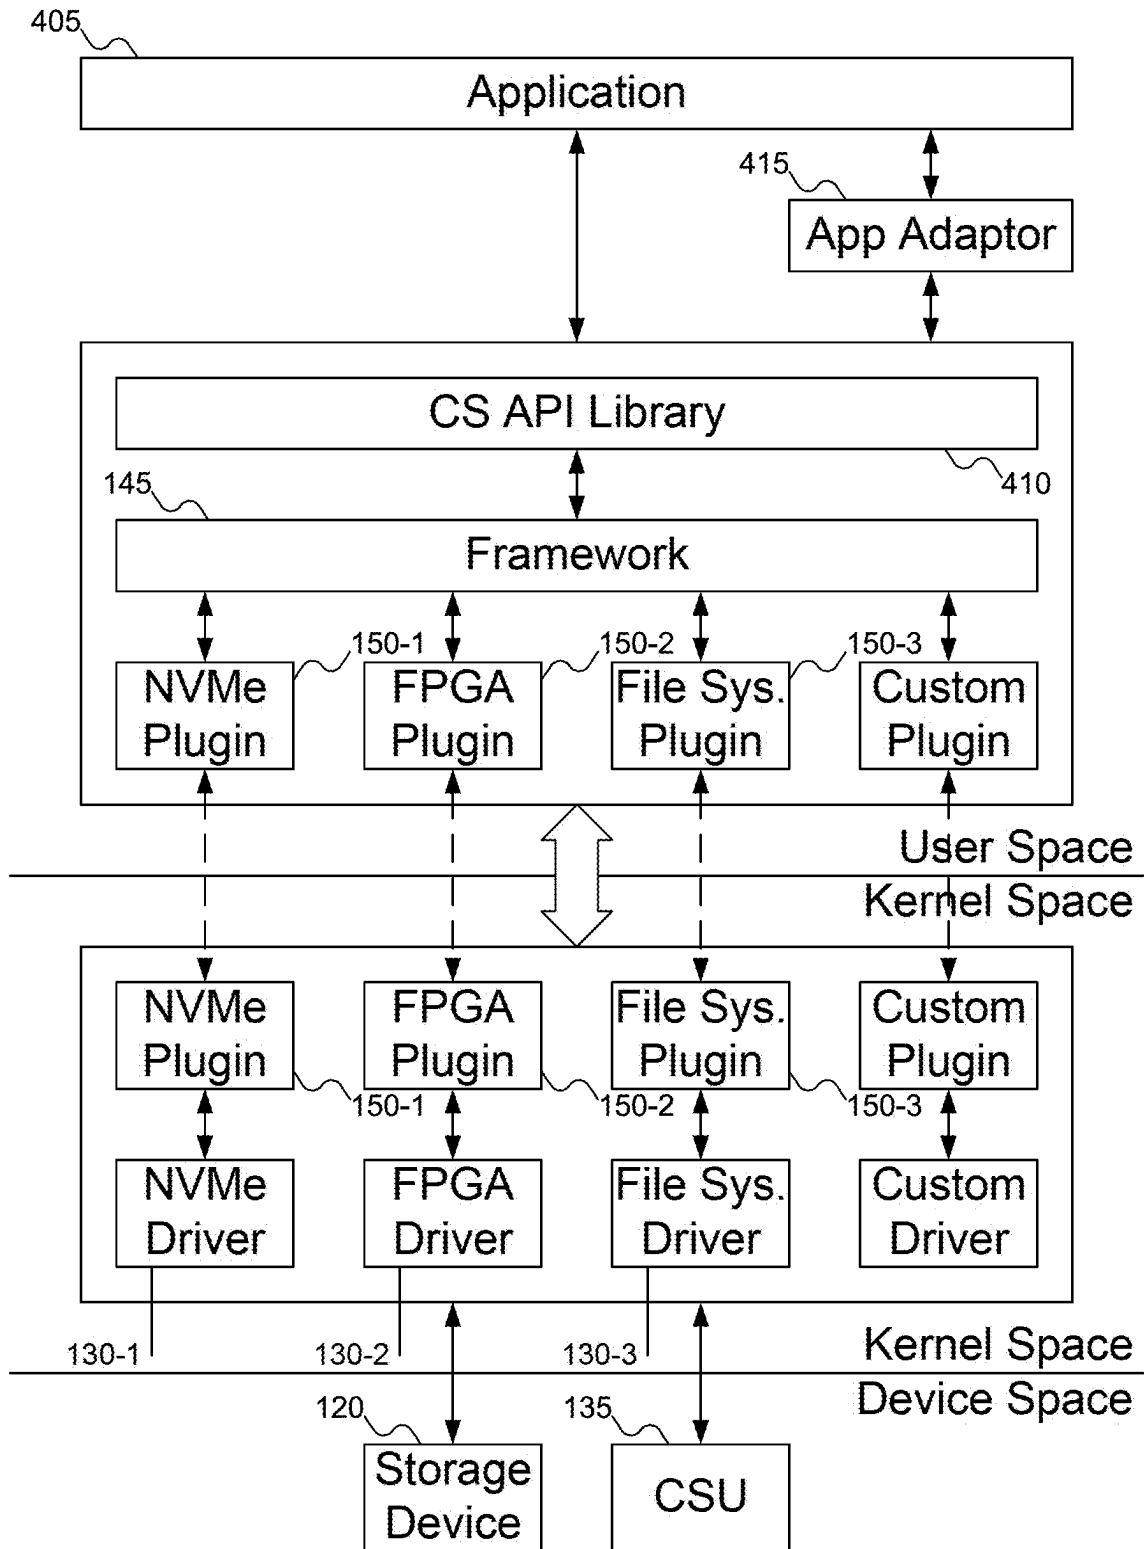 405
Application
415
App Adaptor
CS API Library
145
410
Framework
150-1
150-2
150-3
NVMe
Plugin
FPGA
Plugin
File Sys.
Plugin
Custom
Plugin
User Space
Kernel Space
NVMe
Plugin
FPGA
Plugin
File Sys.
Plugin
Custom
Plugin
150-1
150-2
150-3
NVMe
Driver
FPGA
Driver
File Sys.
Driver
Custom
Driver
130-1
130-2
130-3
Kernel Space
Device Space
120
135
Storage
Device
CSU